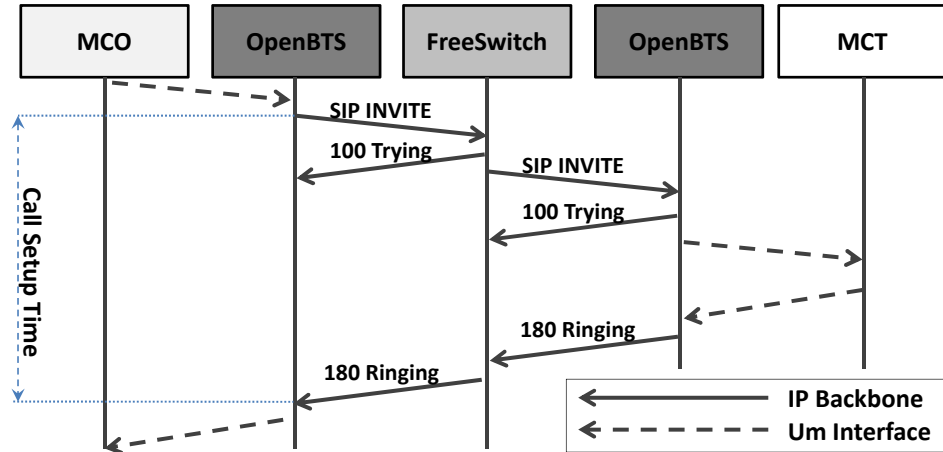 MCO
OpenBTS
FreeSwitch
OpenBTS
MCT
SIP INVITE
100 Trying
SIP INVITE
100 Trying
Call Setup Time
180 Ringing
180 Ringing
IP Backbone
Um Interface